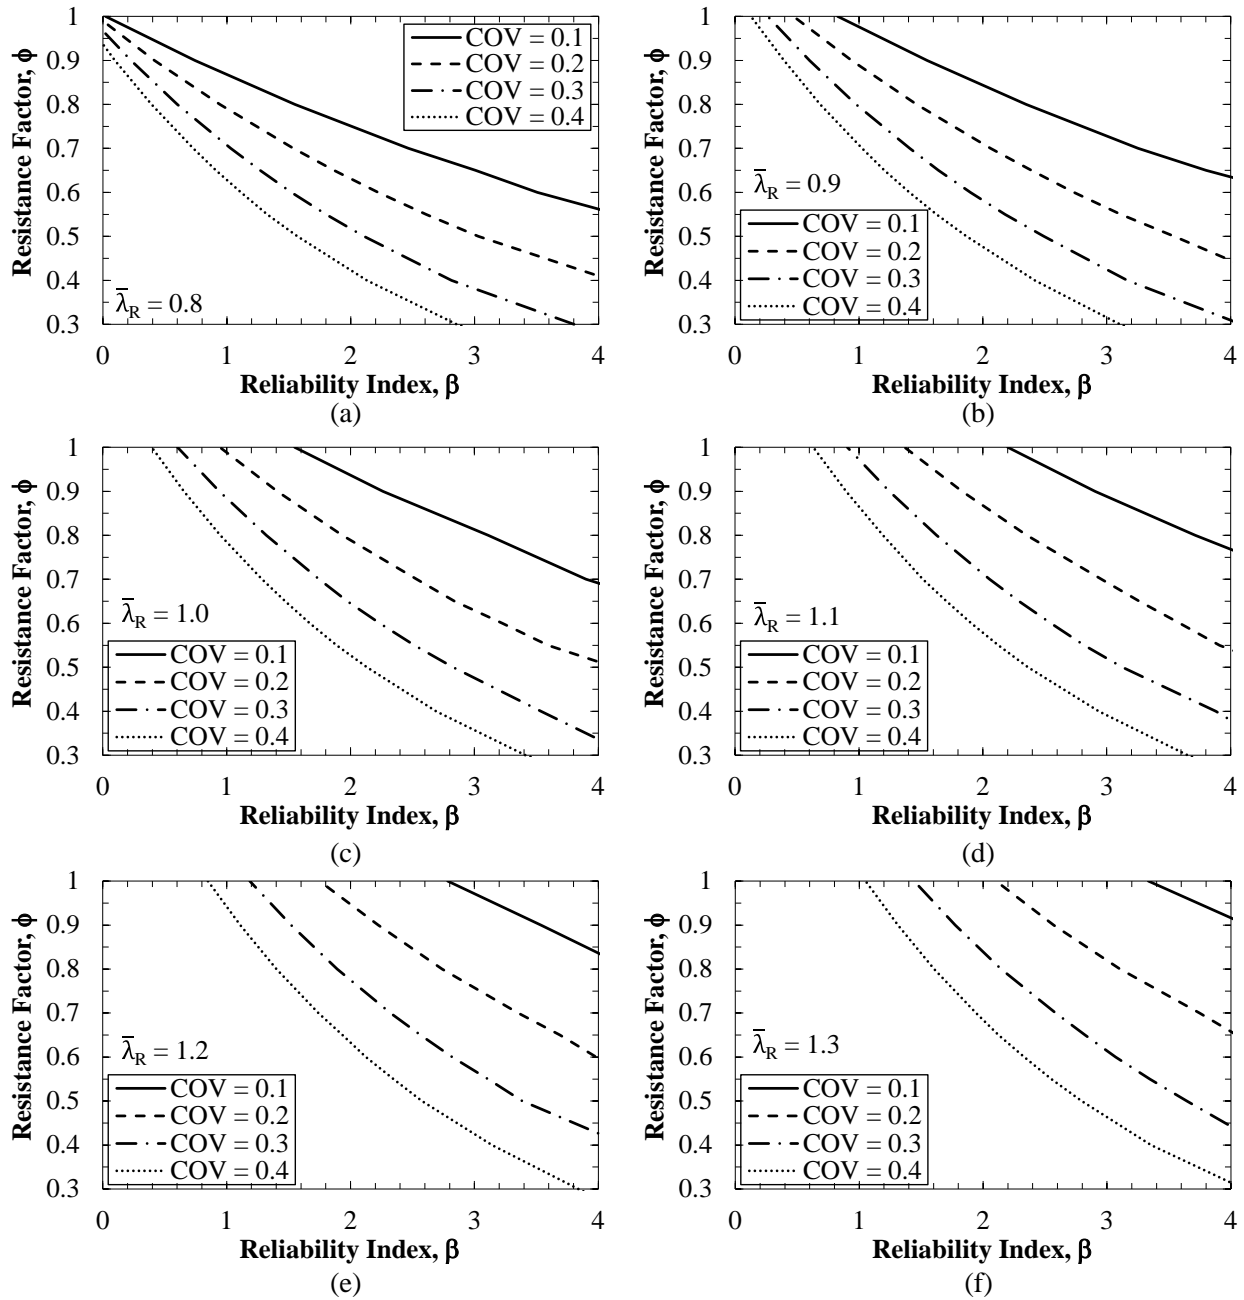 1
0.9
0.8
0.7
0.6
0.5
0.4
0.3
Resistance Factor, ϕ
COV = 0.1
COV = 0.2
COV = 0.3
COV = 0.4
λ̄R = 0.8
0 1 2 3 4
Reliability Index, β
(a)
1
0.9
0.8
0.7
0.6
0.5
0.4
0.3
Resistance Factor, ϕ
λ̄R = 0.9
COV = 0.1
COV = 0.2
COV = 0.3
COV = 0.4
0 1 2 3 4
Reliability Index, β
(b)
1
0.9
0.8
0.7
0.6
0.5
0.4
0.3
Resistance Factor, ϕ
λ̄R = 1.0
COV = 0.1
COV = 0.2
COV = 0.3
COV = 0.4
0 1 2 3 4
Reliability Index, β
(c)
1
0.9
0.8
0.7
0.6
0.5
0.4
0.3
Resistance Factor, ϕ
λ̄R = 1.1
COV = 0.1
COV = 0.2
COV = 0.3
COV = 0.4
0 1 2 3 4
Reliability Index, β
(d)
1
0.9
0.8
0.7
0.6
0.5
0.4
0.3
Resistance Factor, ϕ
λ̄R = 1.2
COV = 0.1
COV = 0.2
COV = 0.3
COV = 0.4
0 1 2 3 4
Reliability Index, β
(e)
1
0.9
0.8
0.7
0.6
0.5
0.4
0.3
Resistance Factor, ϕ
λ̄R = 1.3
COV = 0.1
COV = 0.2
COV = 0.3
COV = 0.4
0 1 2 3 4
Reliability Index, β
(f)